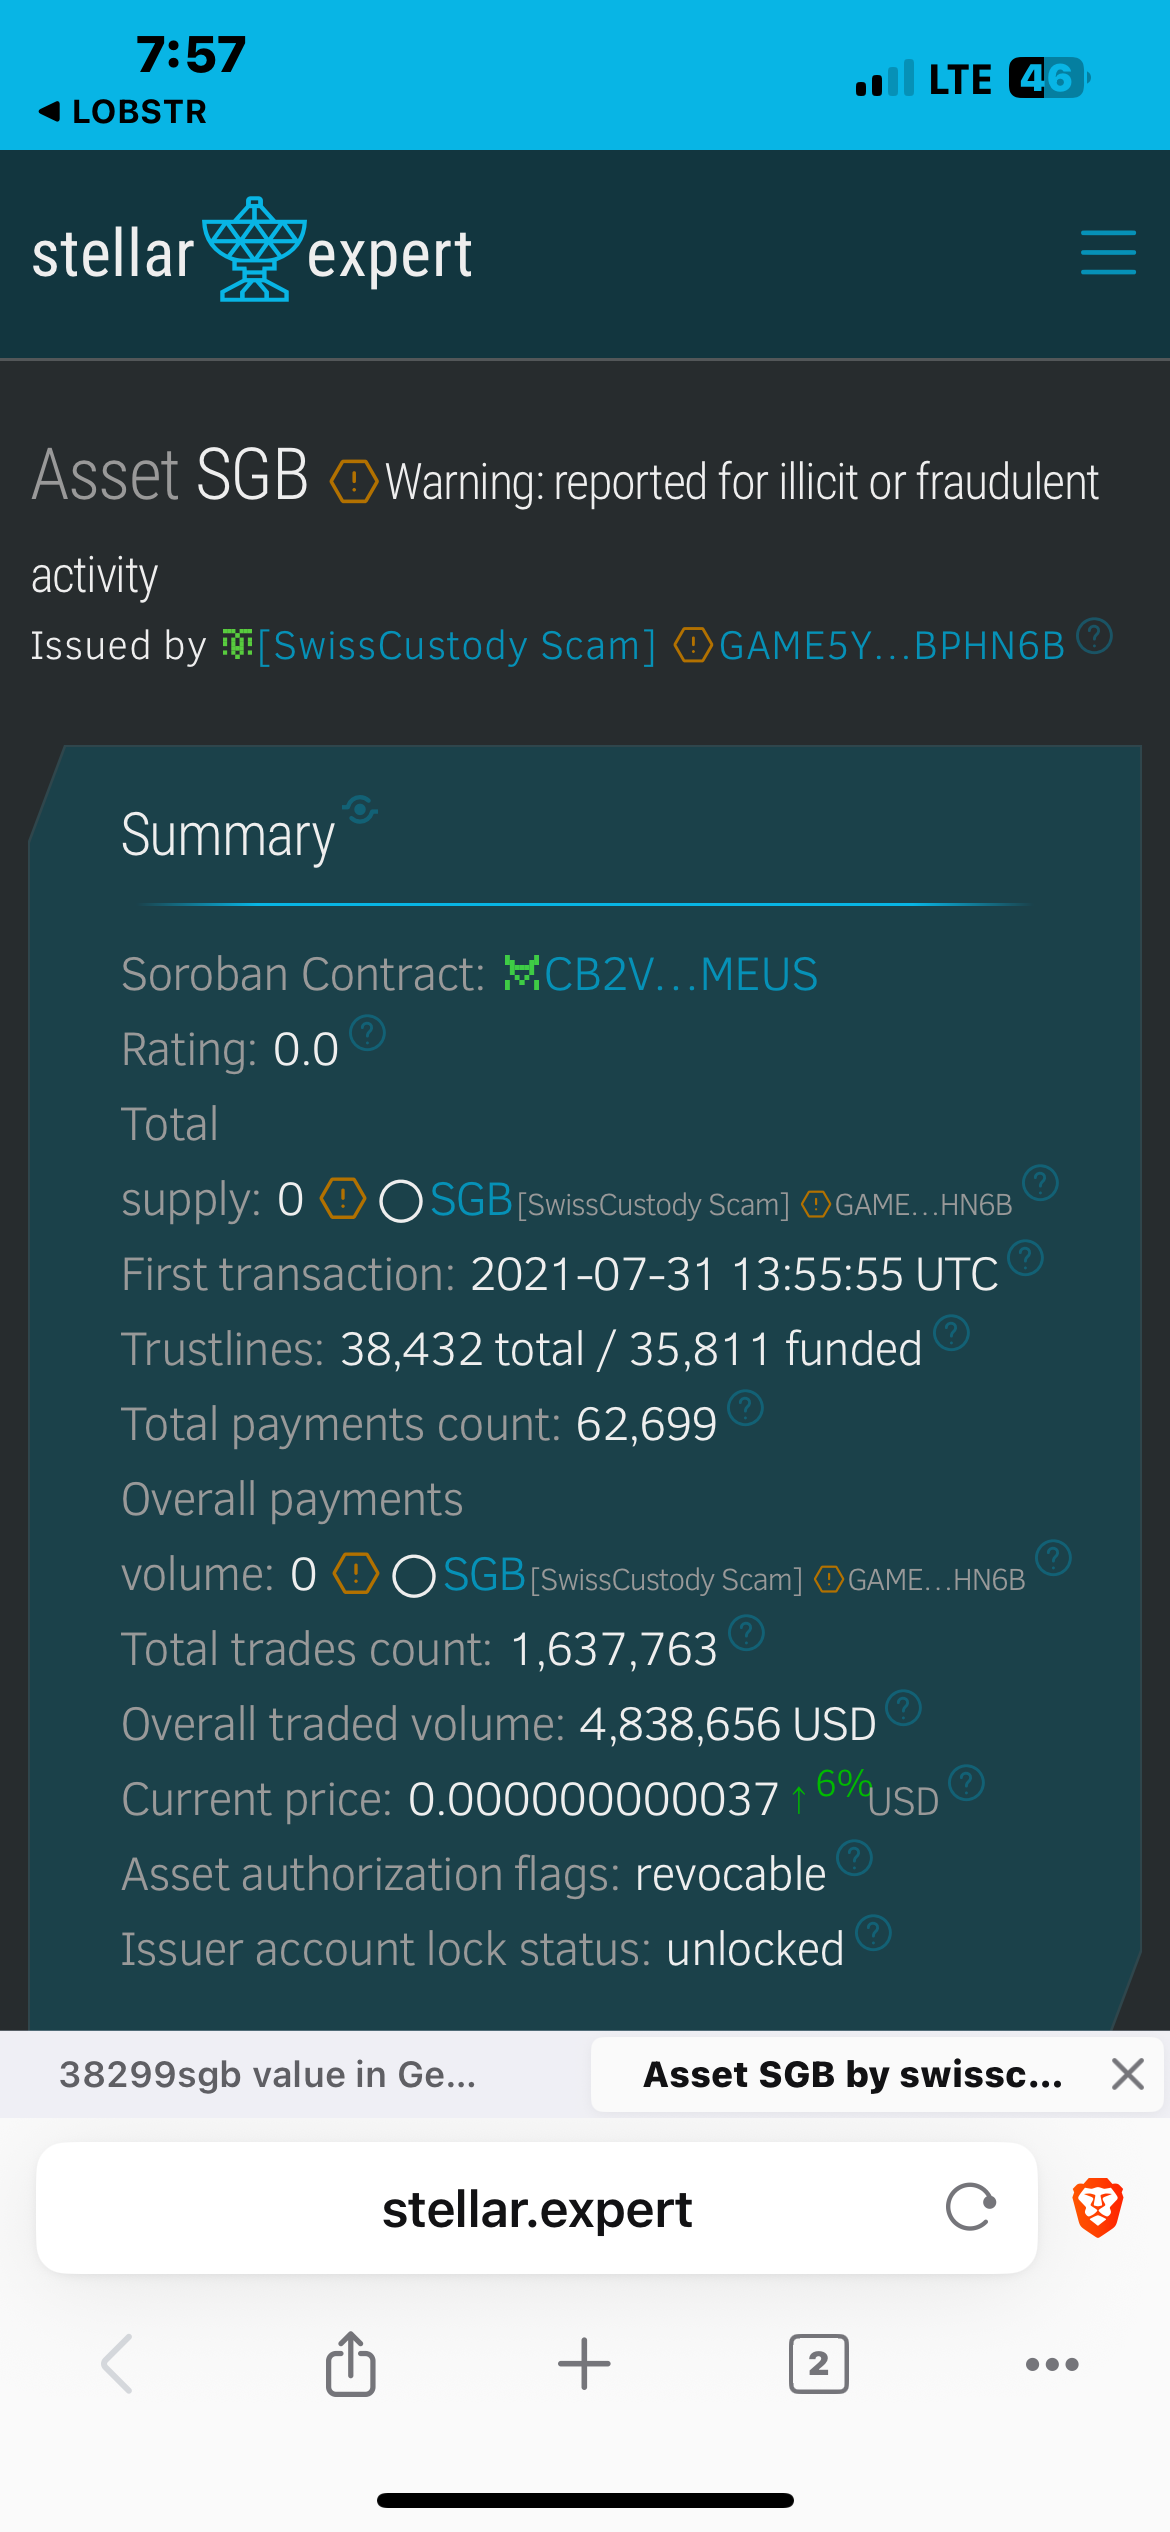 7:57
LTE 46
◀ LOBSTR
stellar expert
Asset SGB Warning: reported for illicit or fraudulent
activity
Issued by [SwissCustody Scam] GAME5Y…BPHN6B
Summary
Soroban Contract: CB2V…MEUS
Rating: 0.0
Total
supply: 0 SGB [SwissCustody Scam] GAME…HN6B
First transaction: 2021-07-31 13:55:55 UTC
Trustlines: 38,432 total / 35,811 funded
Total payments count: 62,699
Overall payments
volume: 0 SGB [SwissCustody Scam] GAME…HN6B
Total trades count: 1,637,763
Overall traded volume: 4,838,656 USD
Current price: 0.000000000037 ↑ 6% USD
Asset authorization flags: revocable
Issuer account lock status: unlocked
38299sgb value in Ge...
Asset SGB by swissc...
stellar.expert
2